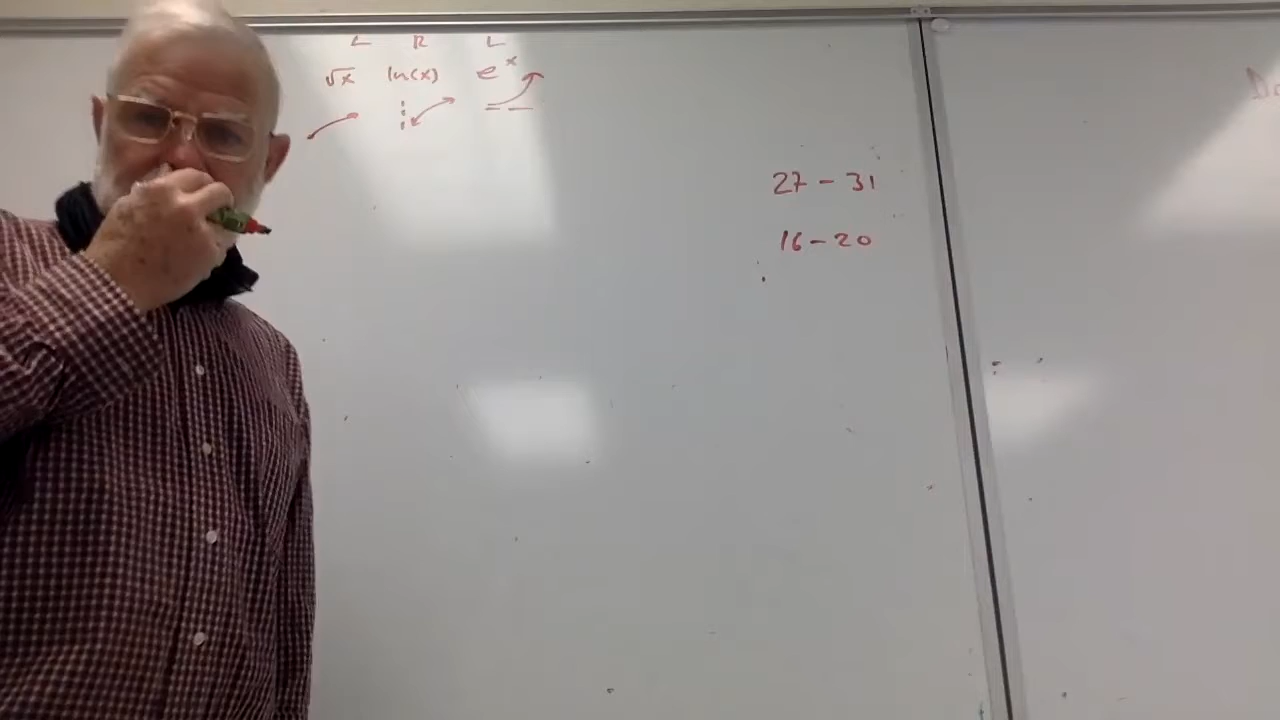 L R L
√x ln(x) e^x
27 - 31
16 - 20